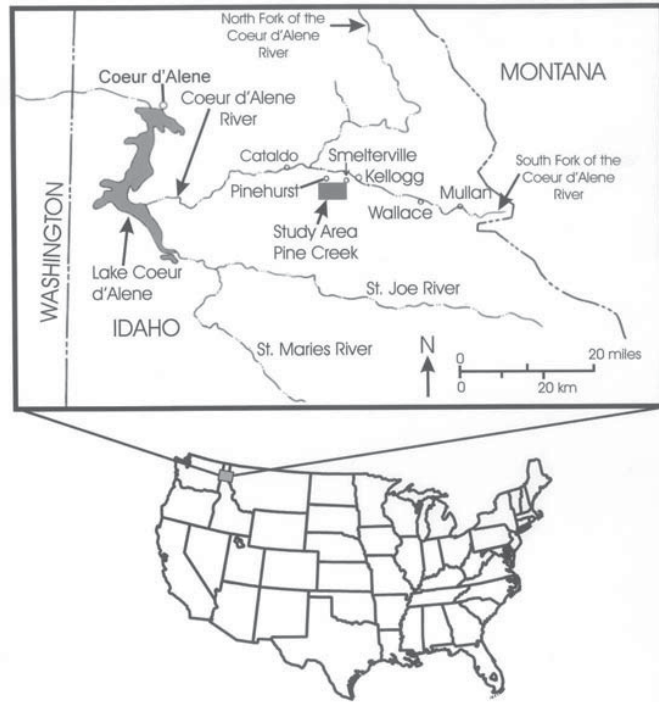 North Fork of the
Coeur d'Alene
River
MONTANA
Coeur d'Alene
Coeur d'Alene
River
Cataldo
Smelterville
Pinehurst
Kellogg
South Fork of the
Coeur d'Alene
River
Mullan
Wallace
Study Area
Pine Creek
WASHINGTON
Lake Coeur
d'Alene
St. Joe River
IDAHO
St. Maries River
N
0
20 miles
0
20 km